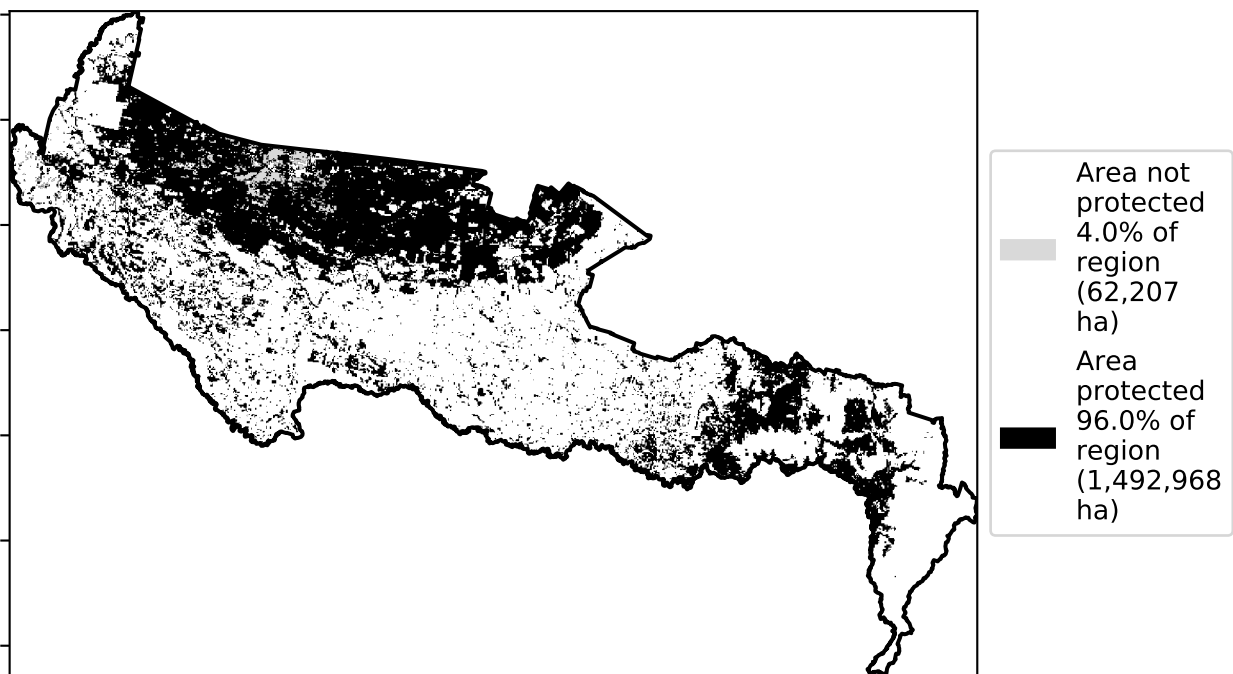 Area not
protected
4.0% of
region
(62,207
ha)
Area
protected
96.0% of
region
(1,492,968
ha)